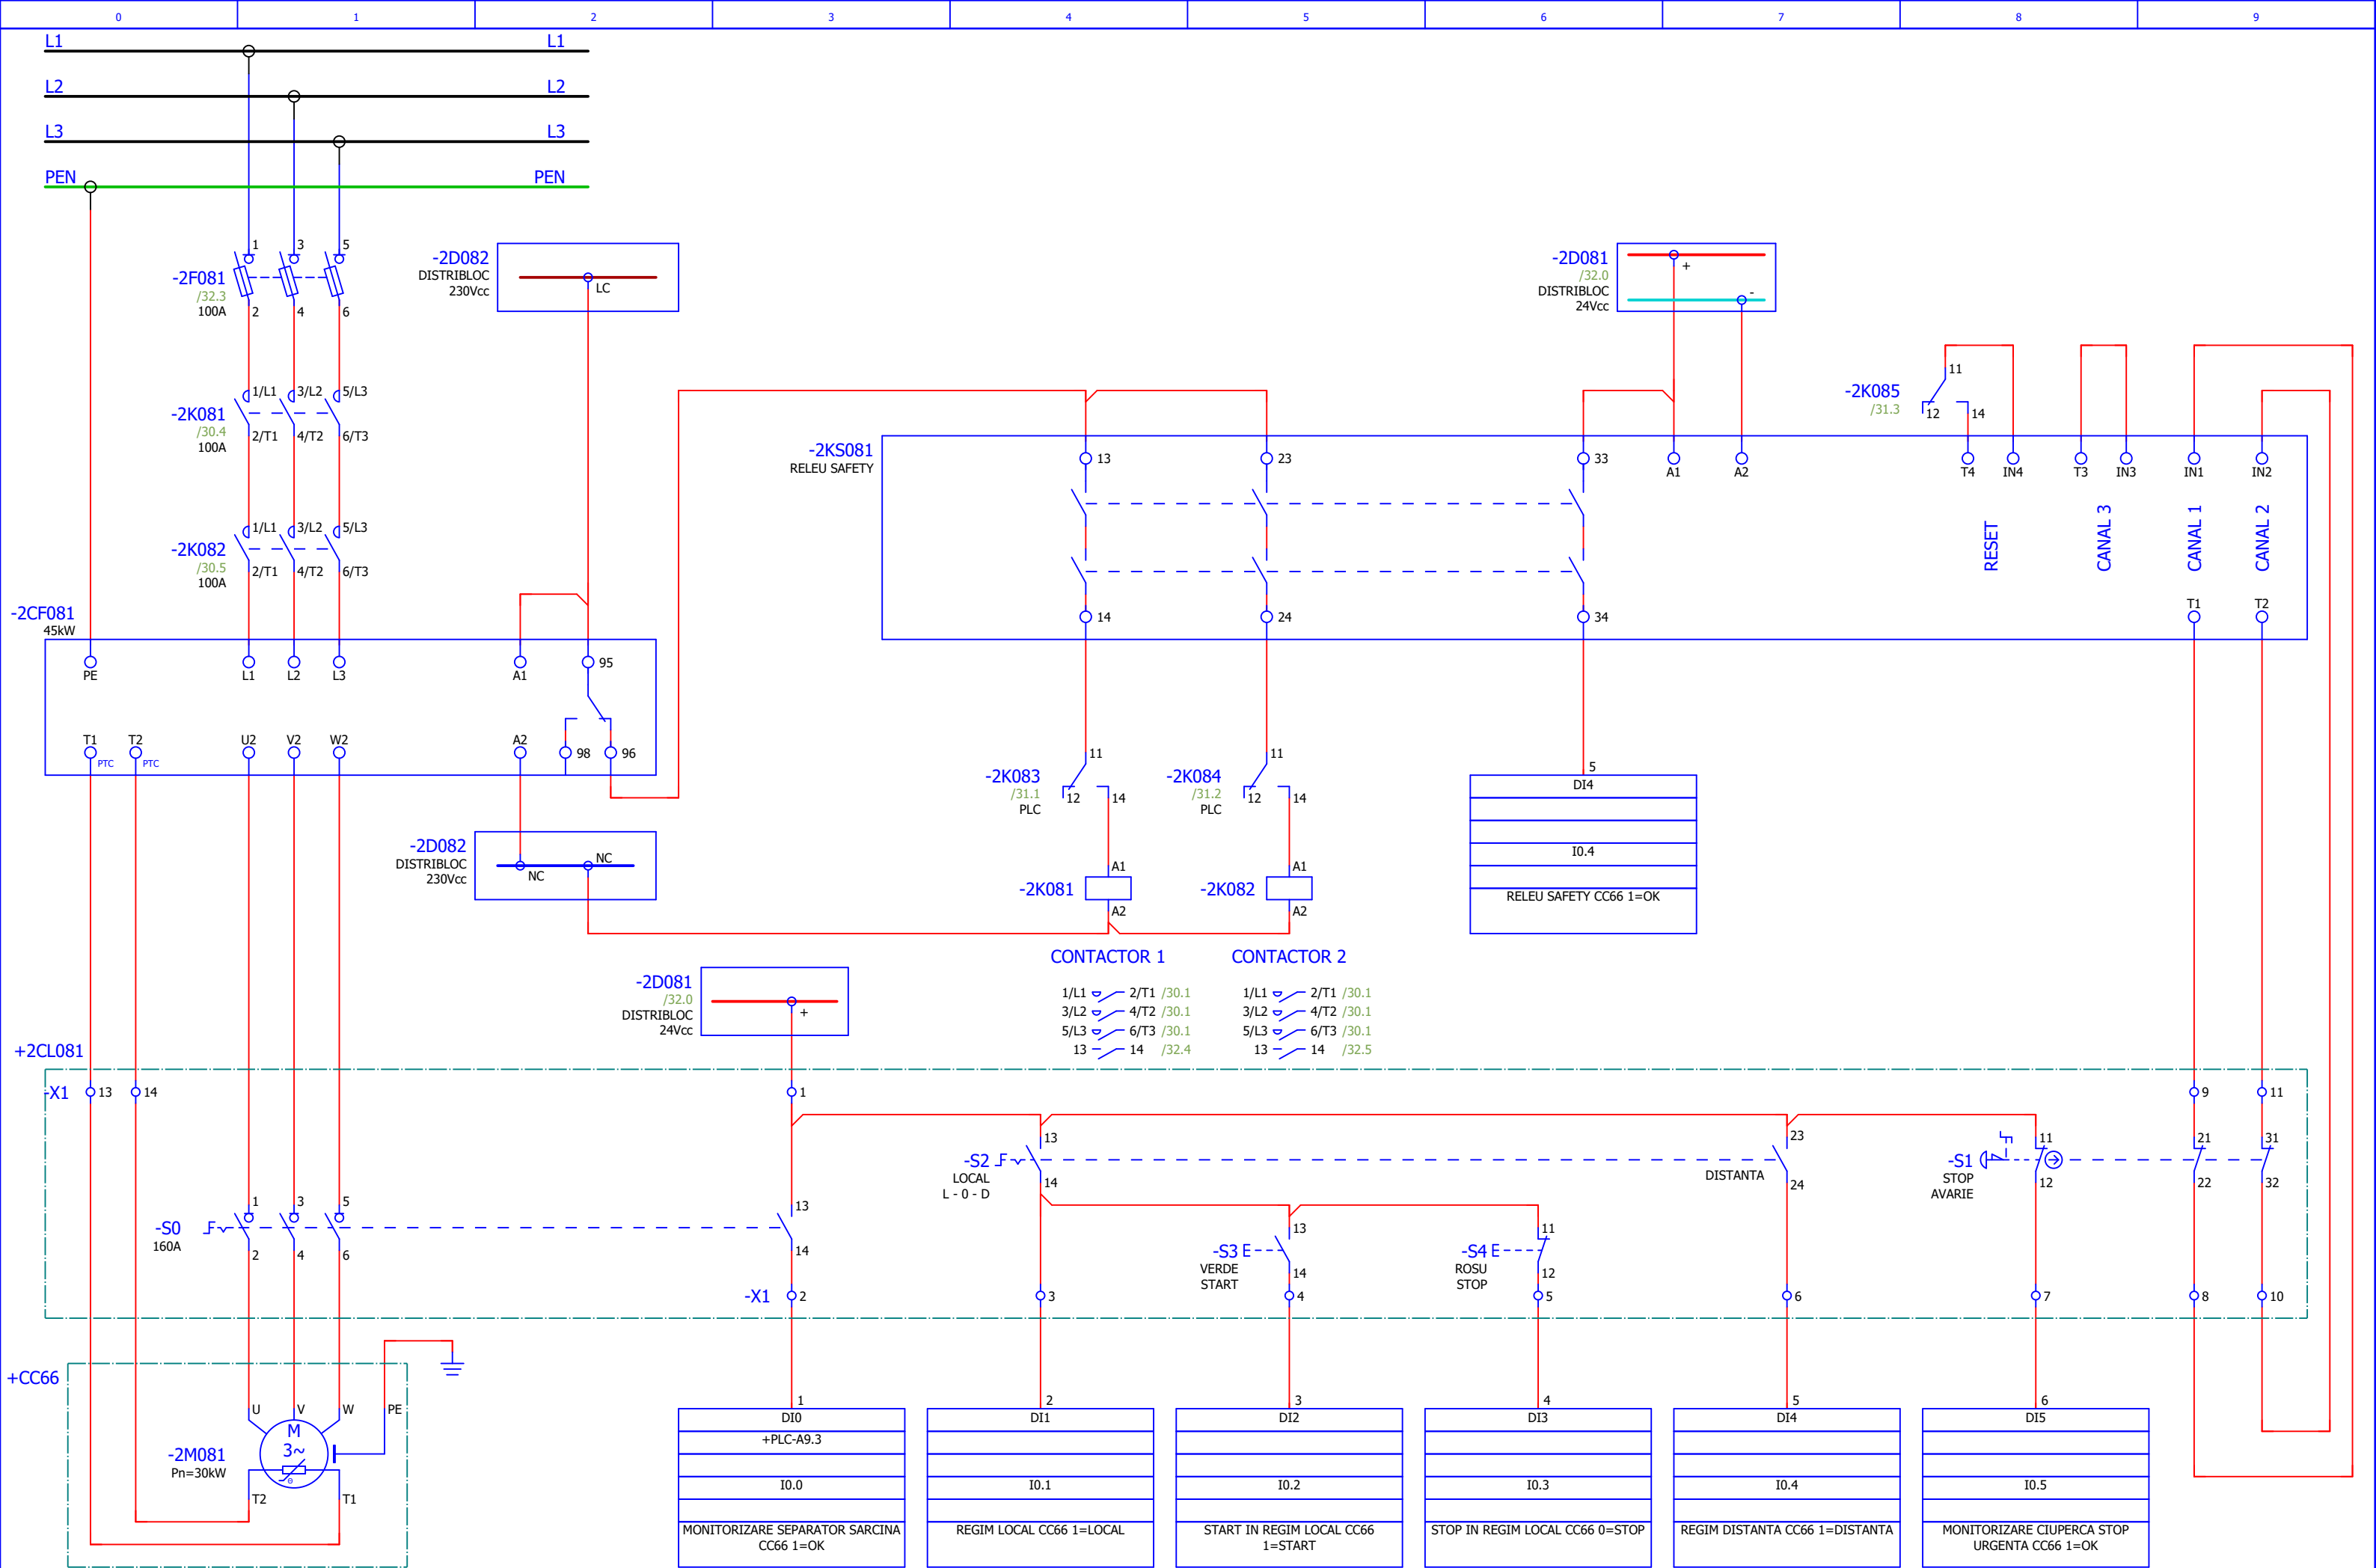 0 1 2 3 4 5 6 7 8 9
L1 L1
L2 L2
L3 L3
PEN PEN
-2F081
/32.3
100A
1 3 5
2 4 6
-2D082
DISTRIBLOC
230Vcc
LC
-2D081
/32.0
DISTRIBLOC
24Vcc
+
-
-2K081
/30.4
100A
1/L1 3/L2 5/L3
2/T1 4/T2 6/T3
-2K085
/31.3
11
12 14
-2KS081
RELEU SAFETY
13 23 33
A1 A2 T4 IN4 T3 IN3 IN1 IN2
RESET
CANAL 3
CANAL 1
CANAL 2
14 24 34
T1 T2
-2K082
/30.5
100A
1/L1 3/L2 5/L3
2/T1 4/T2 6/T3
-2CF081
45kW
PE L1 L2 L3 A1 95
T1 T2 U2 V2 W2 A2 98 96
PTC PTC
-2K083
/31.1
PLC
11
12 14
-2K084
/31.2
PLC
11
12 14
5
DI4
I0.4
RELEU SAFETY CC66 1=OK
-2D082
DISTRIBLOC
230Vcc
NC
NC
-2K081
A1
A2
-2K082
A1
A2
CONTACTOR 1
1/L1 2/T1 /30.1
3/L2 4/T2 /30.1
5/L3 6/T3 /30.1
13 14 /32.4
CONTACTOR 2
1/L1 2/T1 /30.1
3/L2 4/T2 /30.1
5/L3 6/T3 /30.1
13 14 /32.5
-2D081
/32.0
DISTRIBLOC
24Vcc
+
+2CL081
-X1 13 14 1 9 11
-S0
160A
1 3 5
2 4 6
13
14
-S2
LOCAL
L - 0 - D
13
14
DISTANTA
23
24
-S1
STOP
AVARIE
11 21 31
12 22 32
-S3
VERDE
START
13
14
-S4
ROSU
STOP
11
12
-X1 2 3 4 5 6 7 8 10
+CC66
U V W PE
M
3~
-2M081
Pn=30kW
T2 T1
1
DI0
+PLC-A9.3
I0.0
MONITORIZARE SEPARATOR SARCINA
CC66 1=OK
2
DI1
I0.1
REGIM LOCAL CC66 1=LOCAL
3
DI2
I0.2
START IN REGIM LOCAL CC66
1=START
4
DI3
I0.3
STOP IN REGIM LOCAL CC66 0=STOP
5
DI4
I0.4
REGIM DISTANTA CC66 1=DISTANTA
6
DI5
I0.5
MONITORIZARE CIUPERCA STOP
URGENTA CC66 1=OK